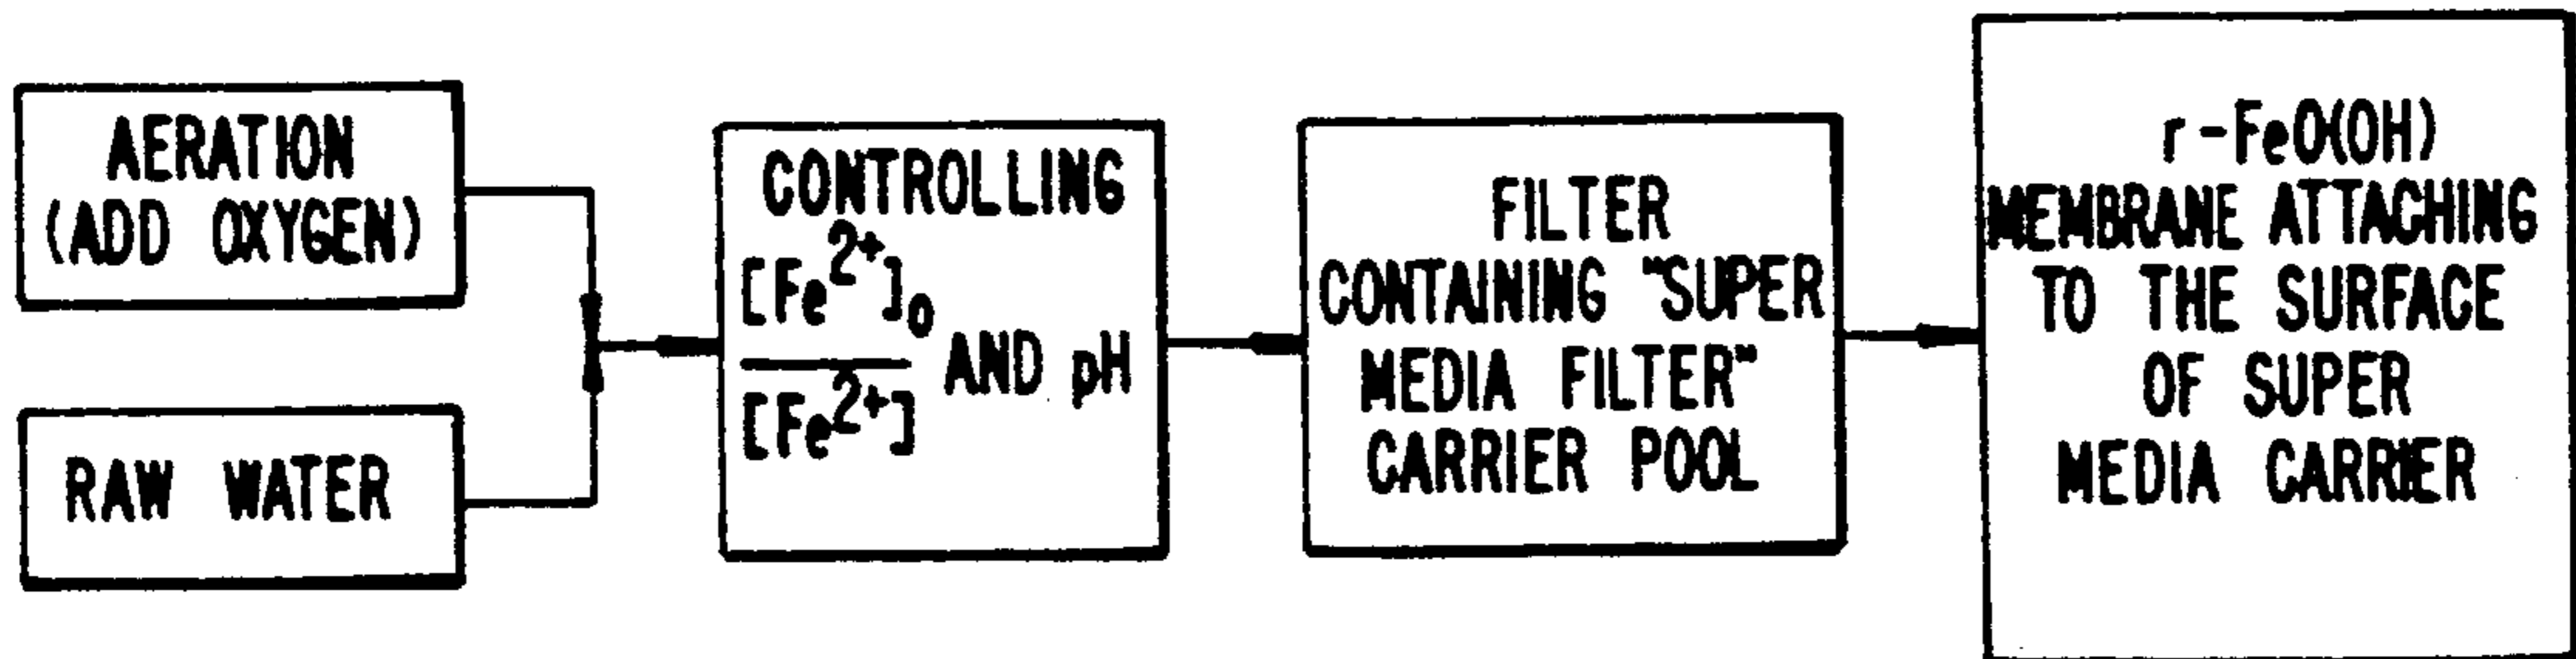 AERATION
(ADD OXYGEN)
RAW WATER
CONTROLLING
[Fe²⁺]₀
[Fe²⁺]
AND pH
FILTER
CONTAINING "SUPER
MEDIA FILTER"
CARRIER POOL
r-FeO(OH)
MEMBRANE ATTACHING
TO THE SURFACE
OF SUPER
MEDIA CARRIER